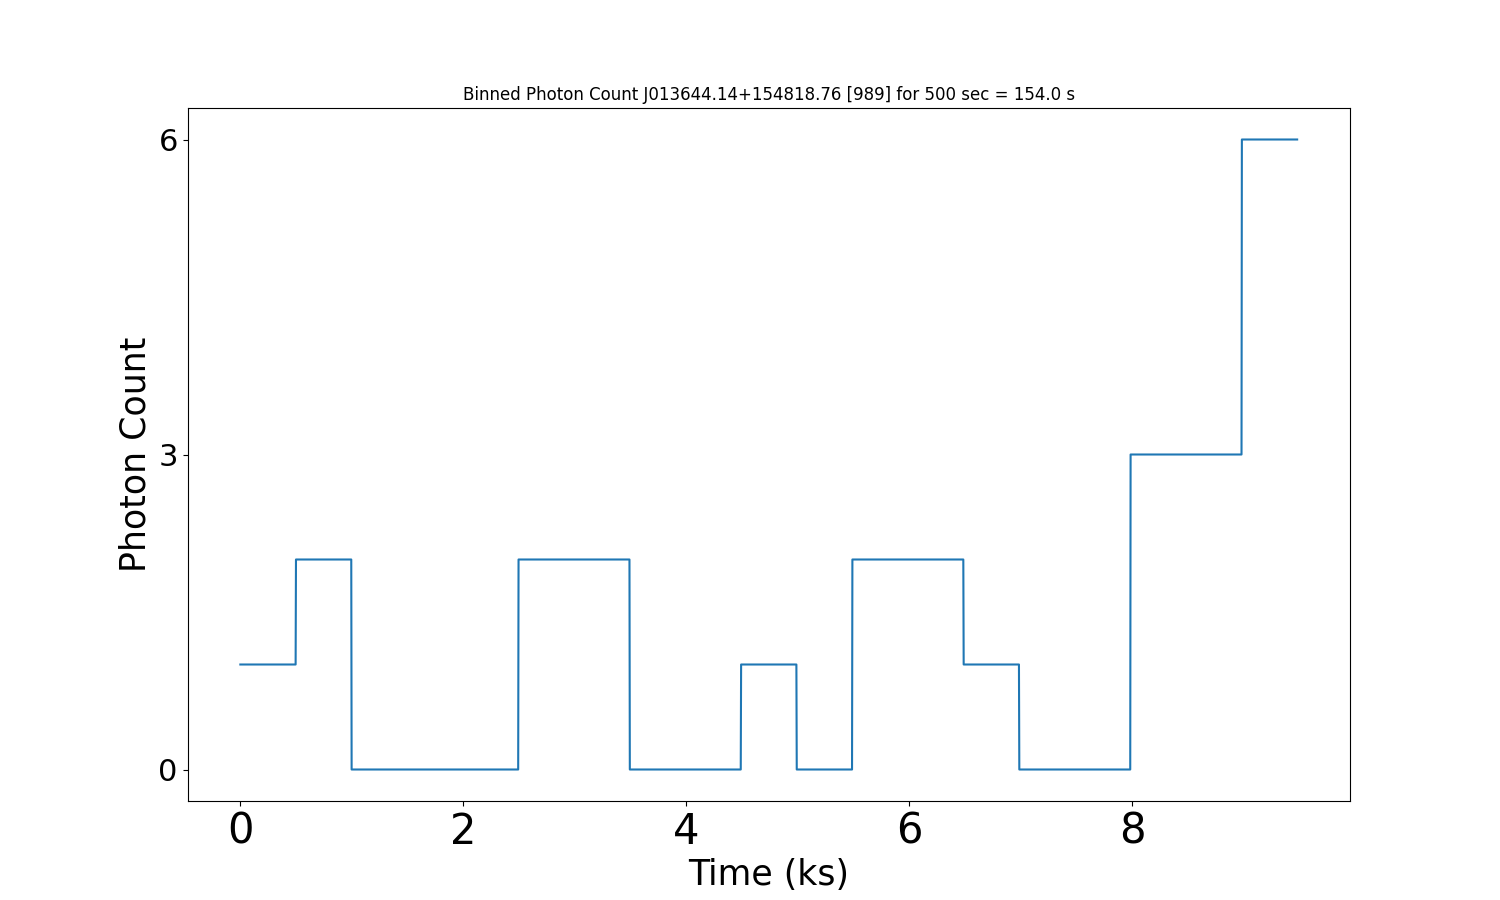 Binned Photon Count J013644.14+154818.76 [989] for 500 sec = 154.0 s
6
3
0
Photon Count
0 2 4 6 8
Time (ks)